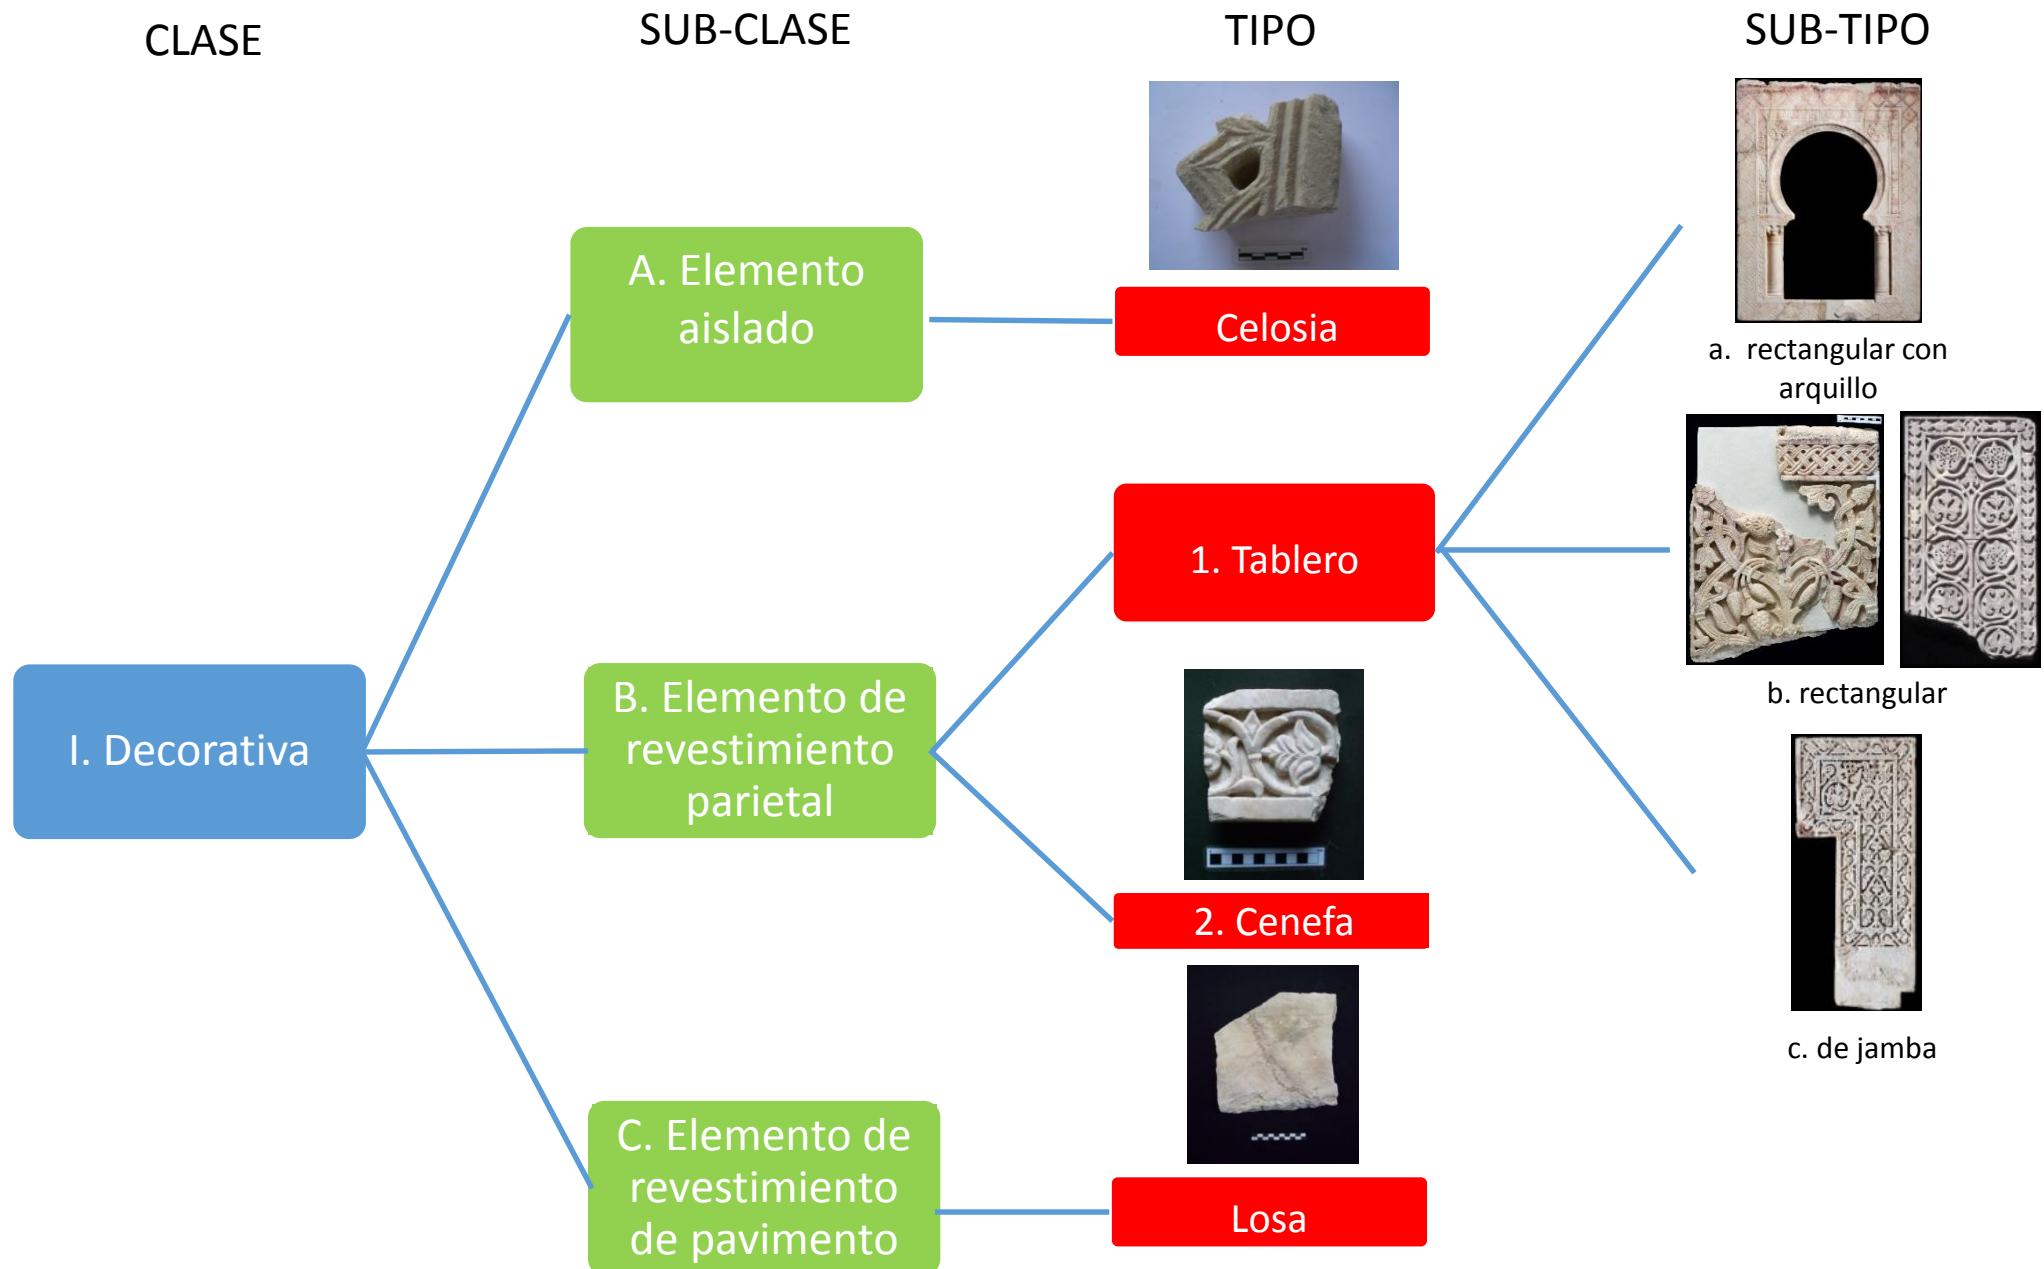 CLASE
SUB-CLASE
TIPO
SUB-TIPO
A. Elemento
aislado
Celosia
a. rectangular con
arquillo
1. Tablero
b. rectangular
I. Decorativa
B. Elemento de
revestimiento
parietal
2. Cenefa
c. de jamba
C. Elemento de
revestimiento
de pavimento
Losa